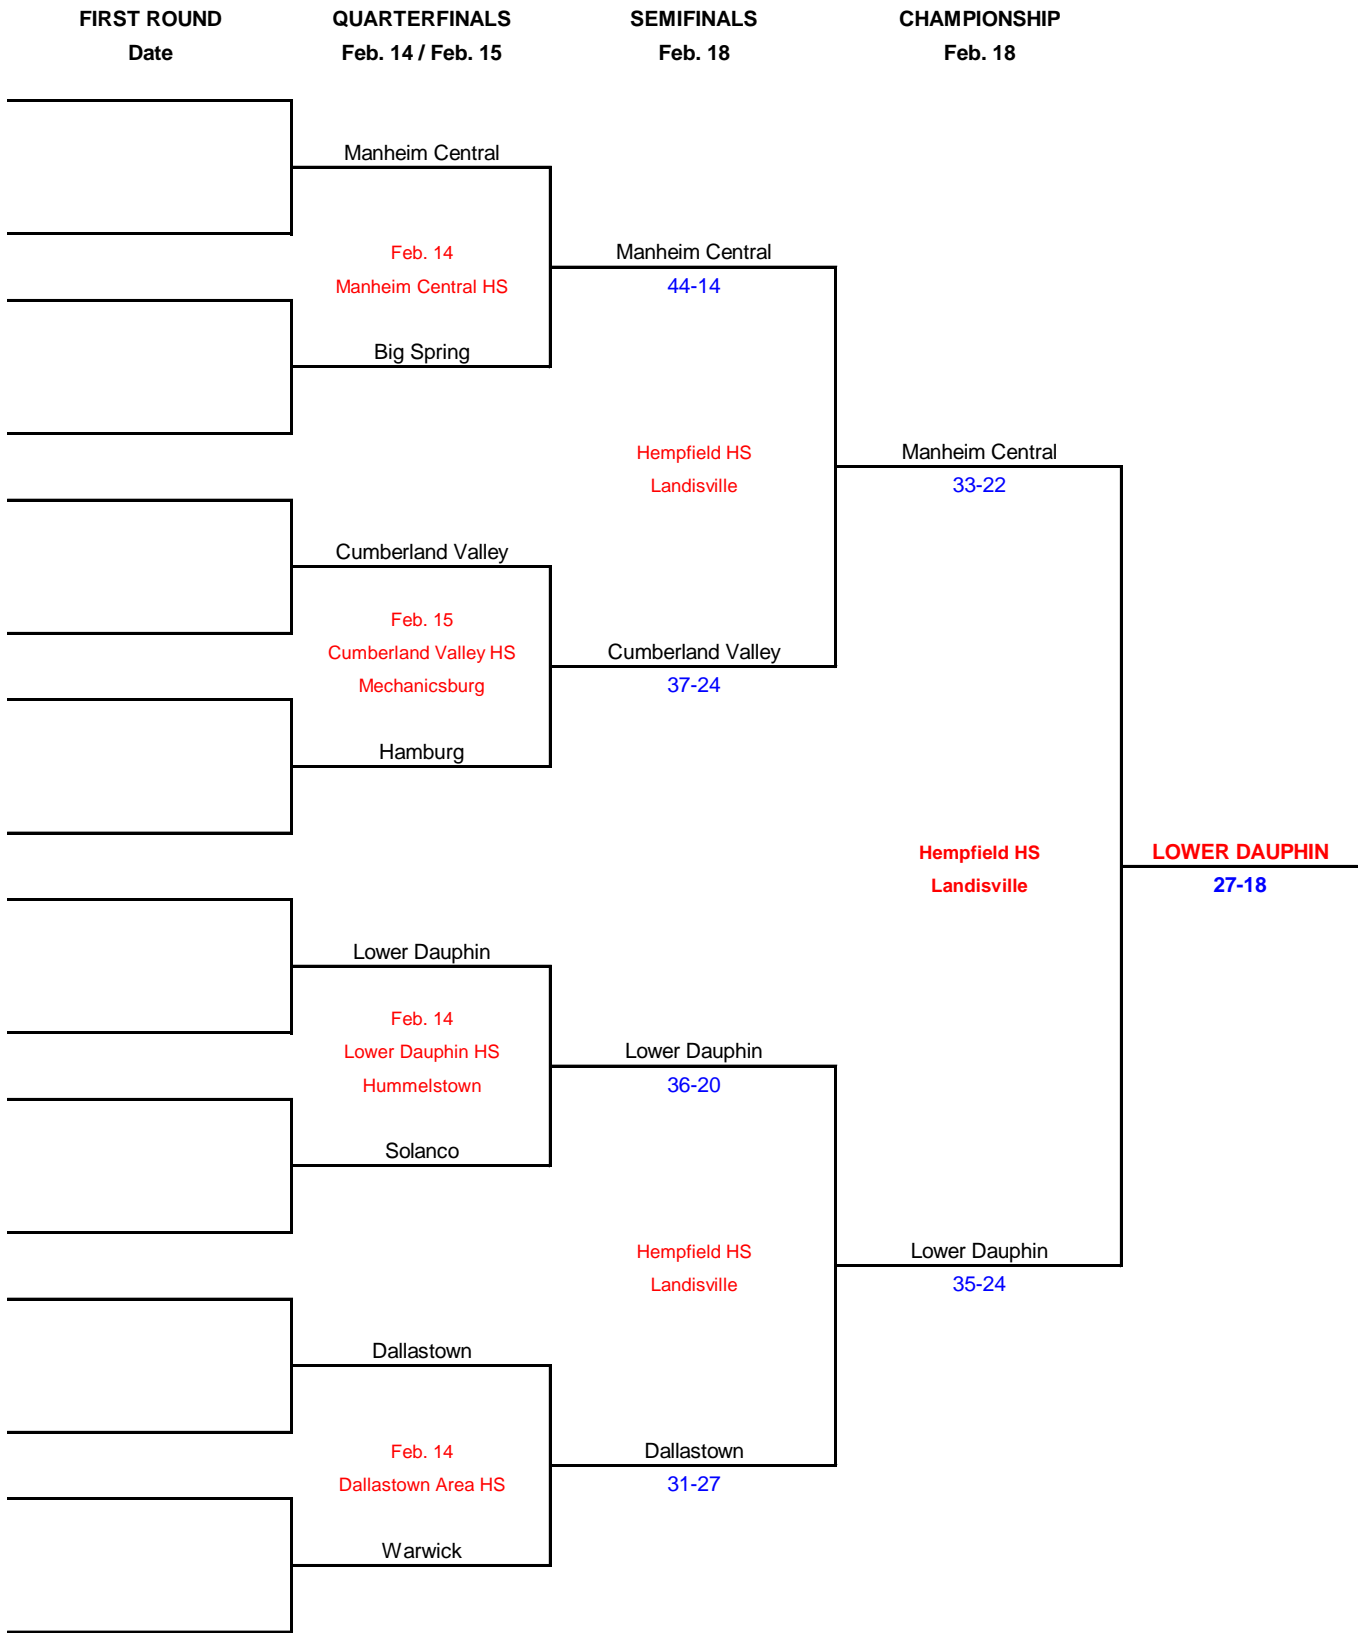 FIRST ROUND
QUARTERFINALS
SEMIFINALS
CHAMPIONSHIP
Date
Feb. 14 / Feb. 15
Feb. 18
Feb. 18
Manheim Central
Feb. 14
Manheim Central HS
Big Spring
Manheim Central
44-14
Hempfield HS
Landisville
Manheim Central
33-22
Cumberland Valley
Feb. 15
Cumberland Valley HS
Mechanicsburg
Hamburg
Cumberland Valley
37-24
Hempfield HS
Landisville
LOWER DAUPHIN
27-18
Lower Dauphin
Feb. 14
Lower Dauphin HS
Hummelstown
Solanco
Lower Dauphin
36-20
Hempfield HS
Landisville
Lower Dauphin
35-24
Dallastown
Feb. 14
Dallastown Area HS
Warwick
Dallastown
31-27